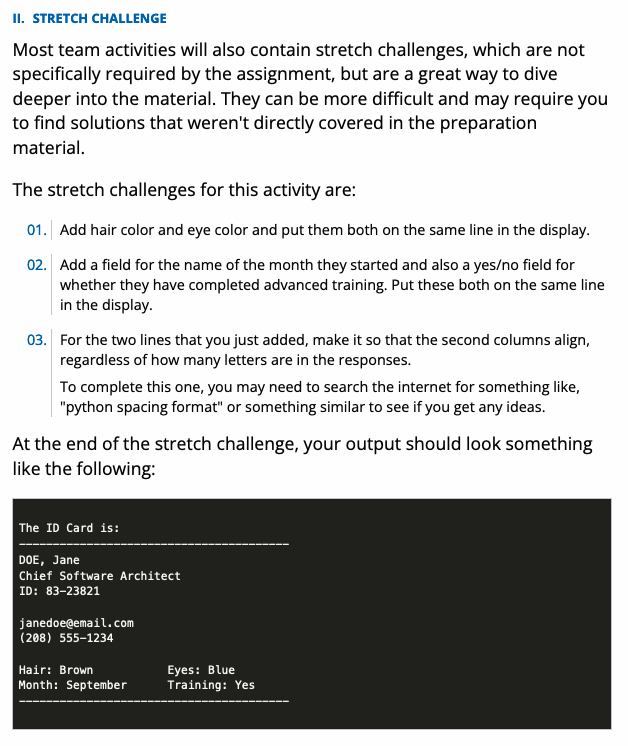 II. STRETCH CHALLENGE
Most team activities will also contain stretch challenges, which are not
specifically required by the assignment, but are a great way to dive
deeper into the material. They can be more difficult and may require you
to find solutions that weren't directly covered in the preparation
material.
The stretch challenges for this activity are:
01. Add hair color and eye color and put them both on the same line in the display.
02. Add a field for the name of the month they started and also a yes/no field for
whether they have completed advanced training. Put these both on the same line
in the display.
03. For the two lines that you just added, make it so that the second columns align,
regardless of how many letters are in the responses.
To complete this one, you may need to search the internet for something like,
"python spacing format" or something similar to see if you get any ideas.
At the end of the stretch challenge, your output should look something
like the following:
The ID Card is:
----------------------------------------
DOE, Jane
Chief Software Architect
ID: 83-23821
janedoe@email.com
(208) 555-1234
Hair: Brown           Eyes: Blue
Month: September      Training: Yes
----------------------------------------